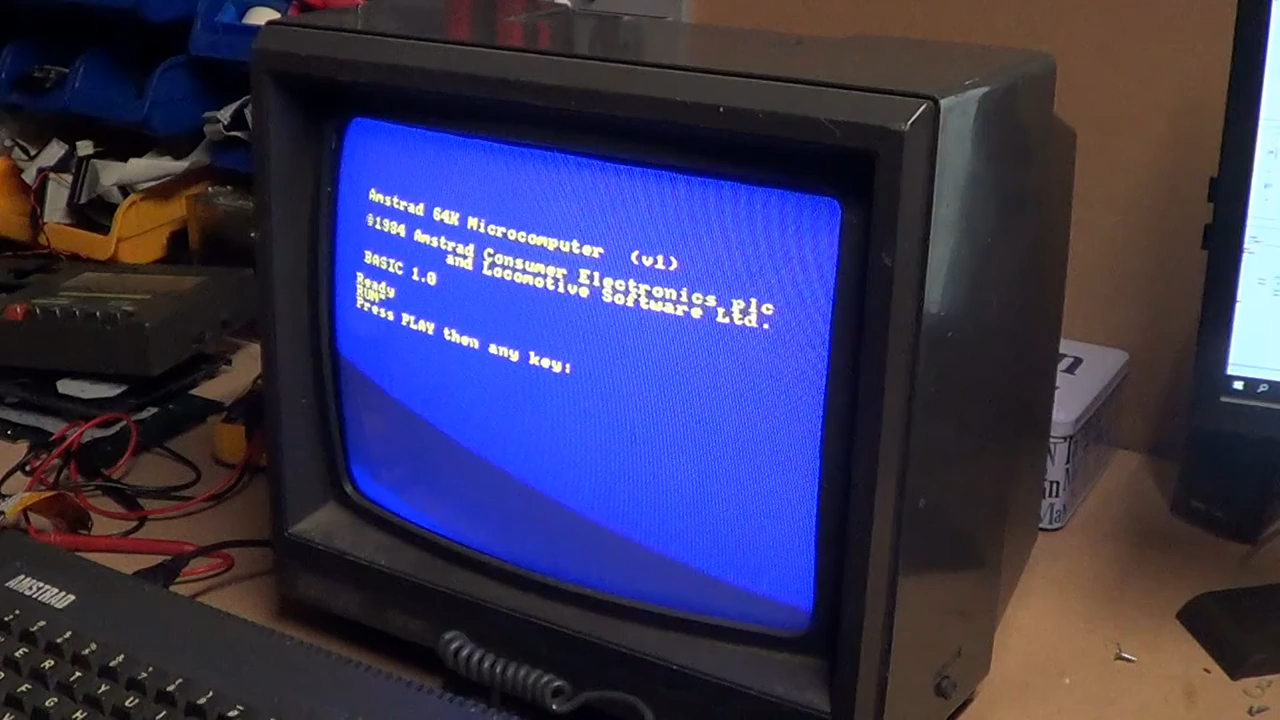 Amstrad 64K Microcomputer (v1)
©1984 Amstrad Consumer Electronics plc
and Locomotive Software Ltd.
BASIC 1.0
Ready
RUN"
Press PLAY then any key:
AMSTRAD
E R T Y U I
F G H